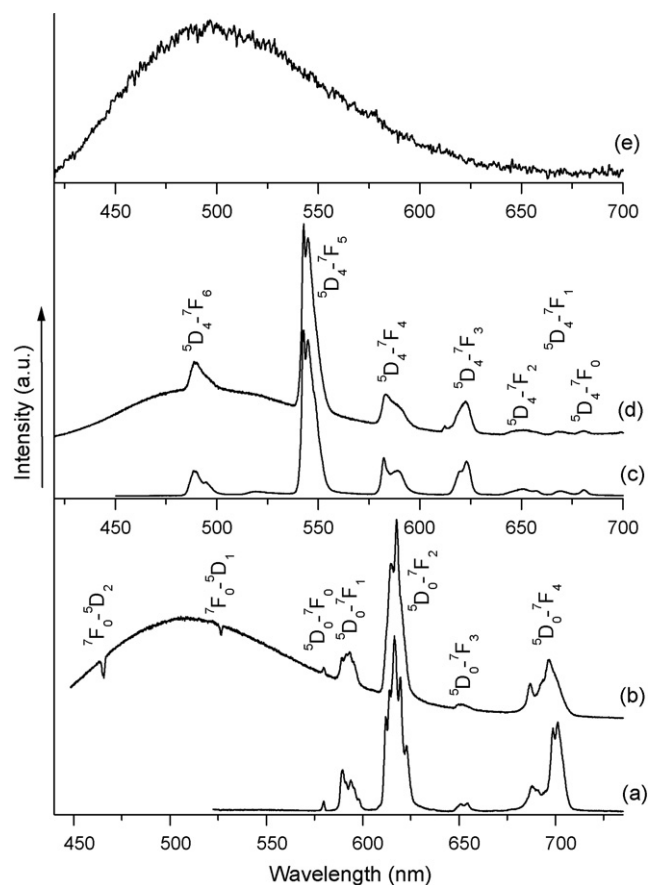 (e)
450 500 550 600 650 700
⁵D₄-⁷F₆
⁵D₄-⁷F₅
⁵D₄-⁷F₄
⁵D₄-⁷F₃
⁵D₄-⁷F₂
⁵D₄-⁷F₁
⁵D₄-⁷F₀
(d)
(c)
Intensity (a.u.)
450 500 550 600 650 700
⁷F₀-⁵D₂
⁷F₀-⁵D₁
⁵D₀-⁷F₀
⁵D₀-⁷F₁
⁵D₀-⁷F₂
⁵D₀-⁷F₃
⁵D₀-⁷F₄
(b)
(a)
450 500 550 600 650 700
Wavelength (nm)